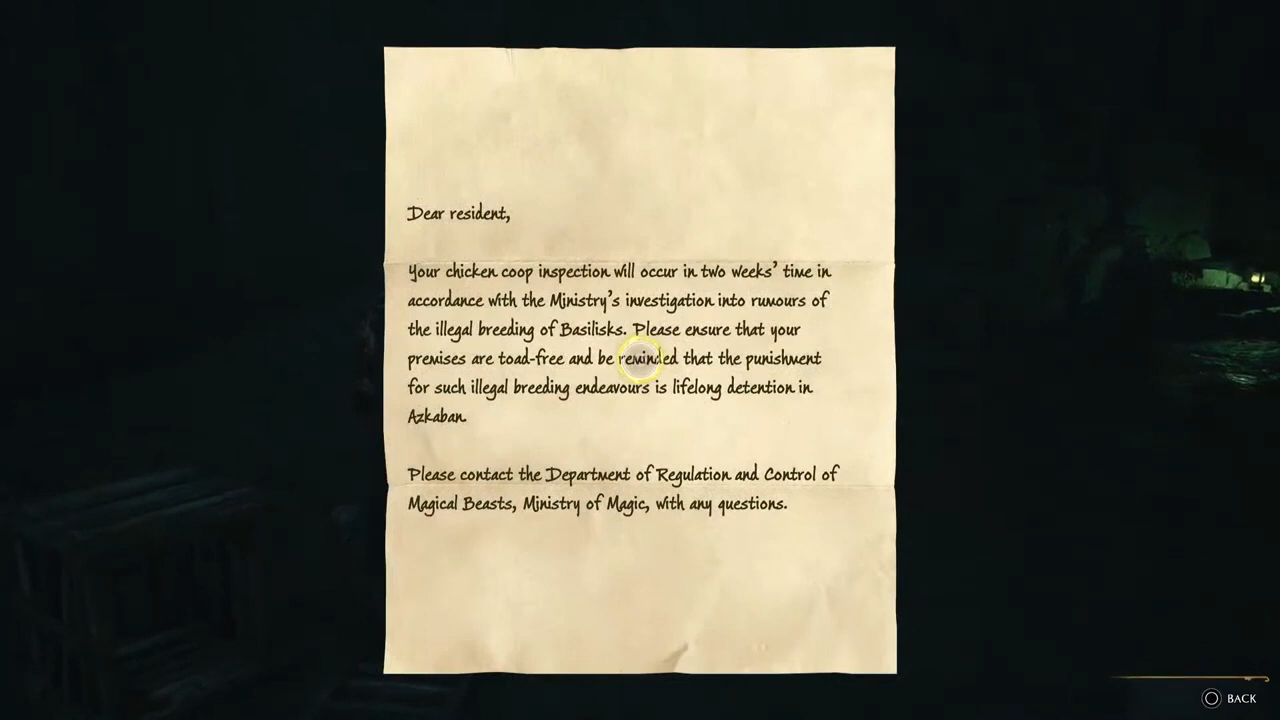 Dear resident,
Your chicken coop inspection will occur in two weeks' time in
accordance with the Ministry's investigation into rumours of
the illegal breeding of Basilisks. Please ensure that your
premises are toad-free and be reminded that the punishment
for such illegal breeding endeavours is lifelong detention in
Azkaban.
Please contact the Department of Regulation and Control of
Magical Beasts, Ministry of Magic, with any questions.
BACK